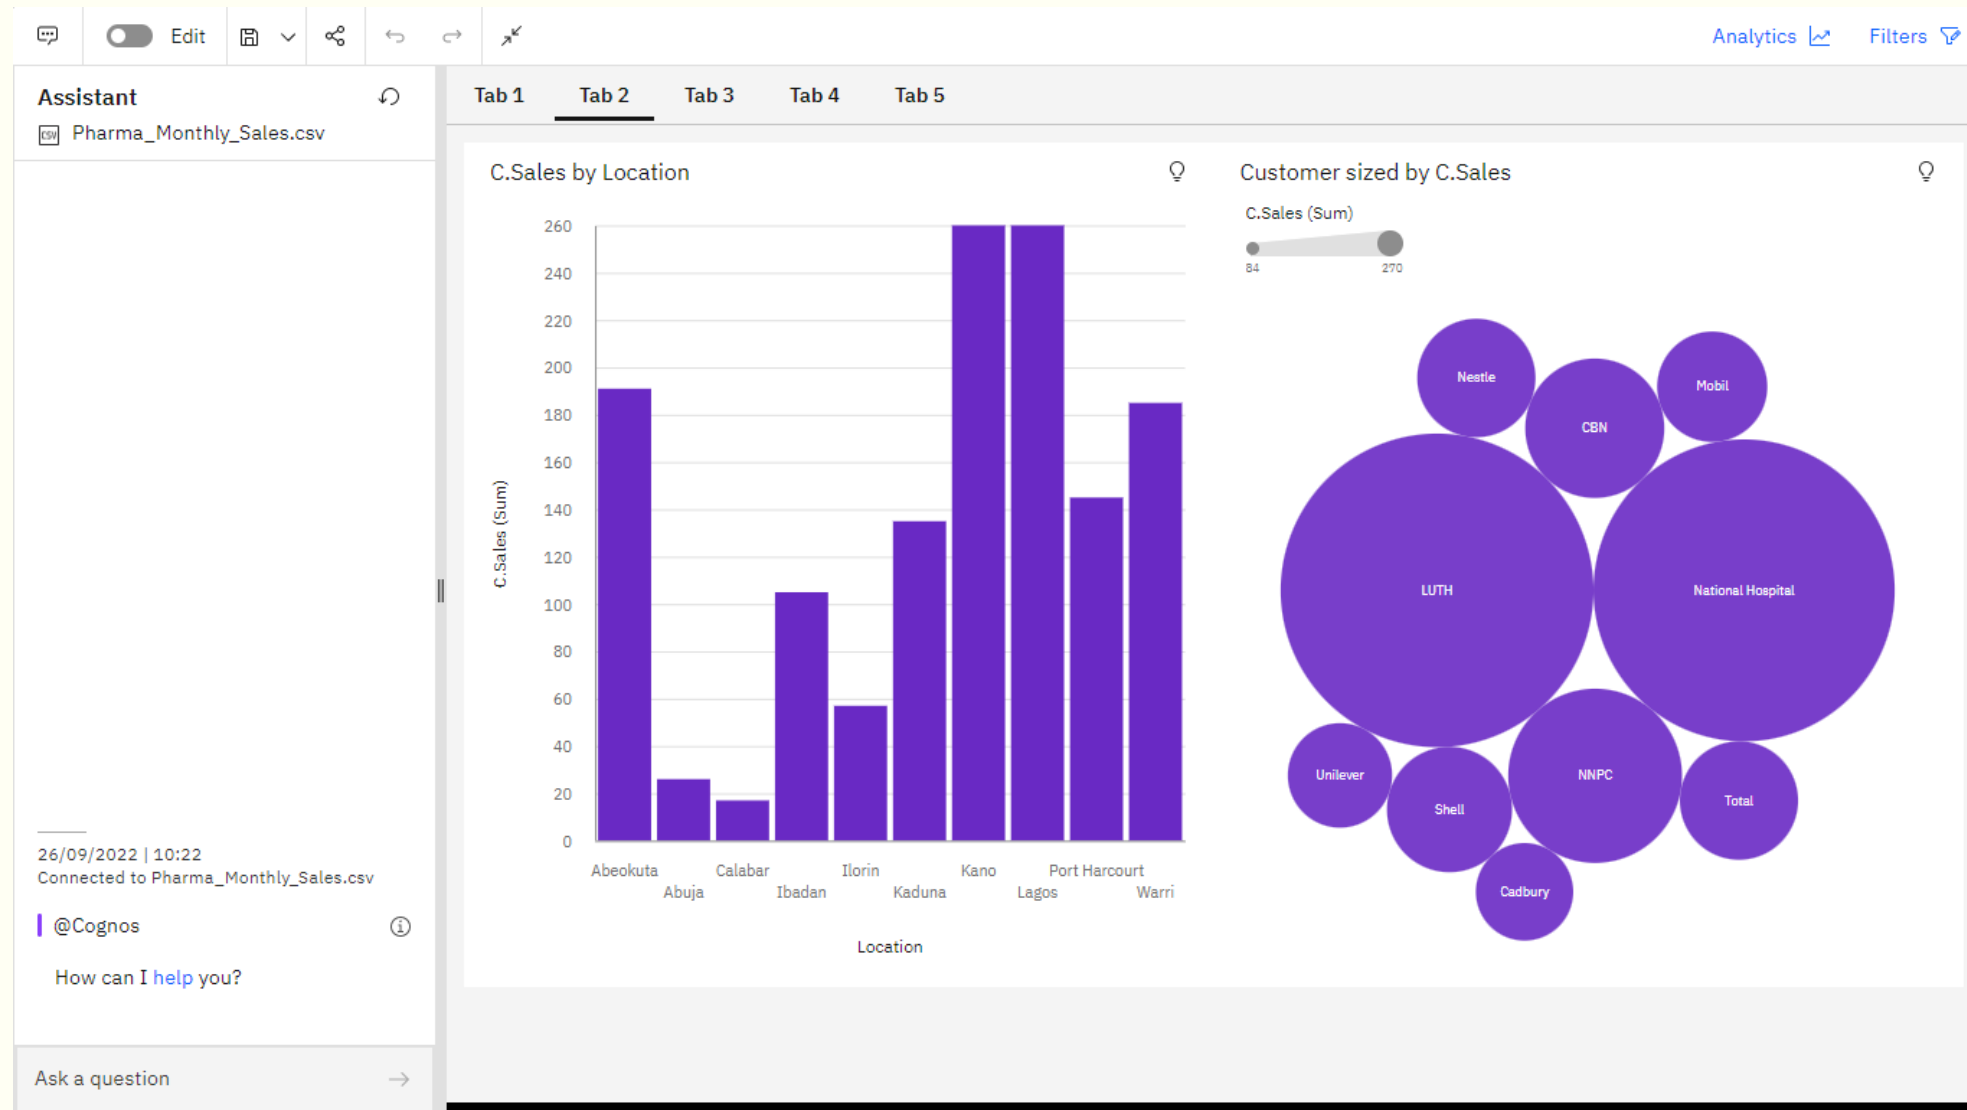 Edit
Analytics
Filters
Assistant
CSV Pharma_Monthly_Sales.csv
Tab 1 Tab 2 Tab 3 Tab 4 Tab 5
C.Sales by Location
260
240
220
200
180
160
140
120
100
80
60
40
20
0
C.Sales (Sum)
Abeokuta
Abuja
Calabar
Ibadan
Ilorin
Kaduna
Kano
Lagos
Port Harcourt
Warri
Location
Customer sized by C.Sales
C.Sales (Sum)
84 270
Nestle
Mobil
CBN
LUTH
National Hospital
Unilever
NNPC
Total
Shell
Cadbury
26/09/2022 | 10:22
Connected to Pharma_Monthly_Sales.csv
@Cognos
How can I help you?
Ask a question